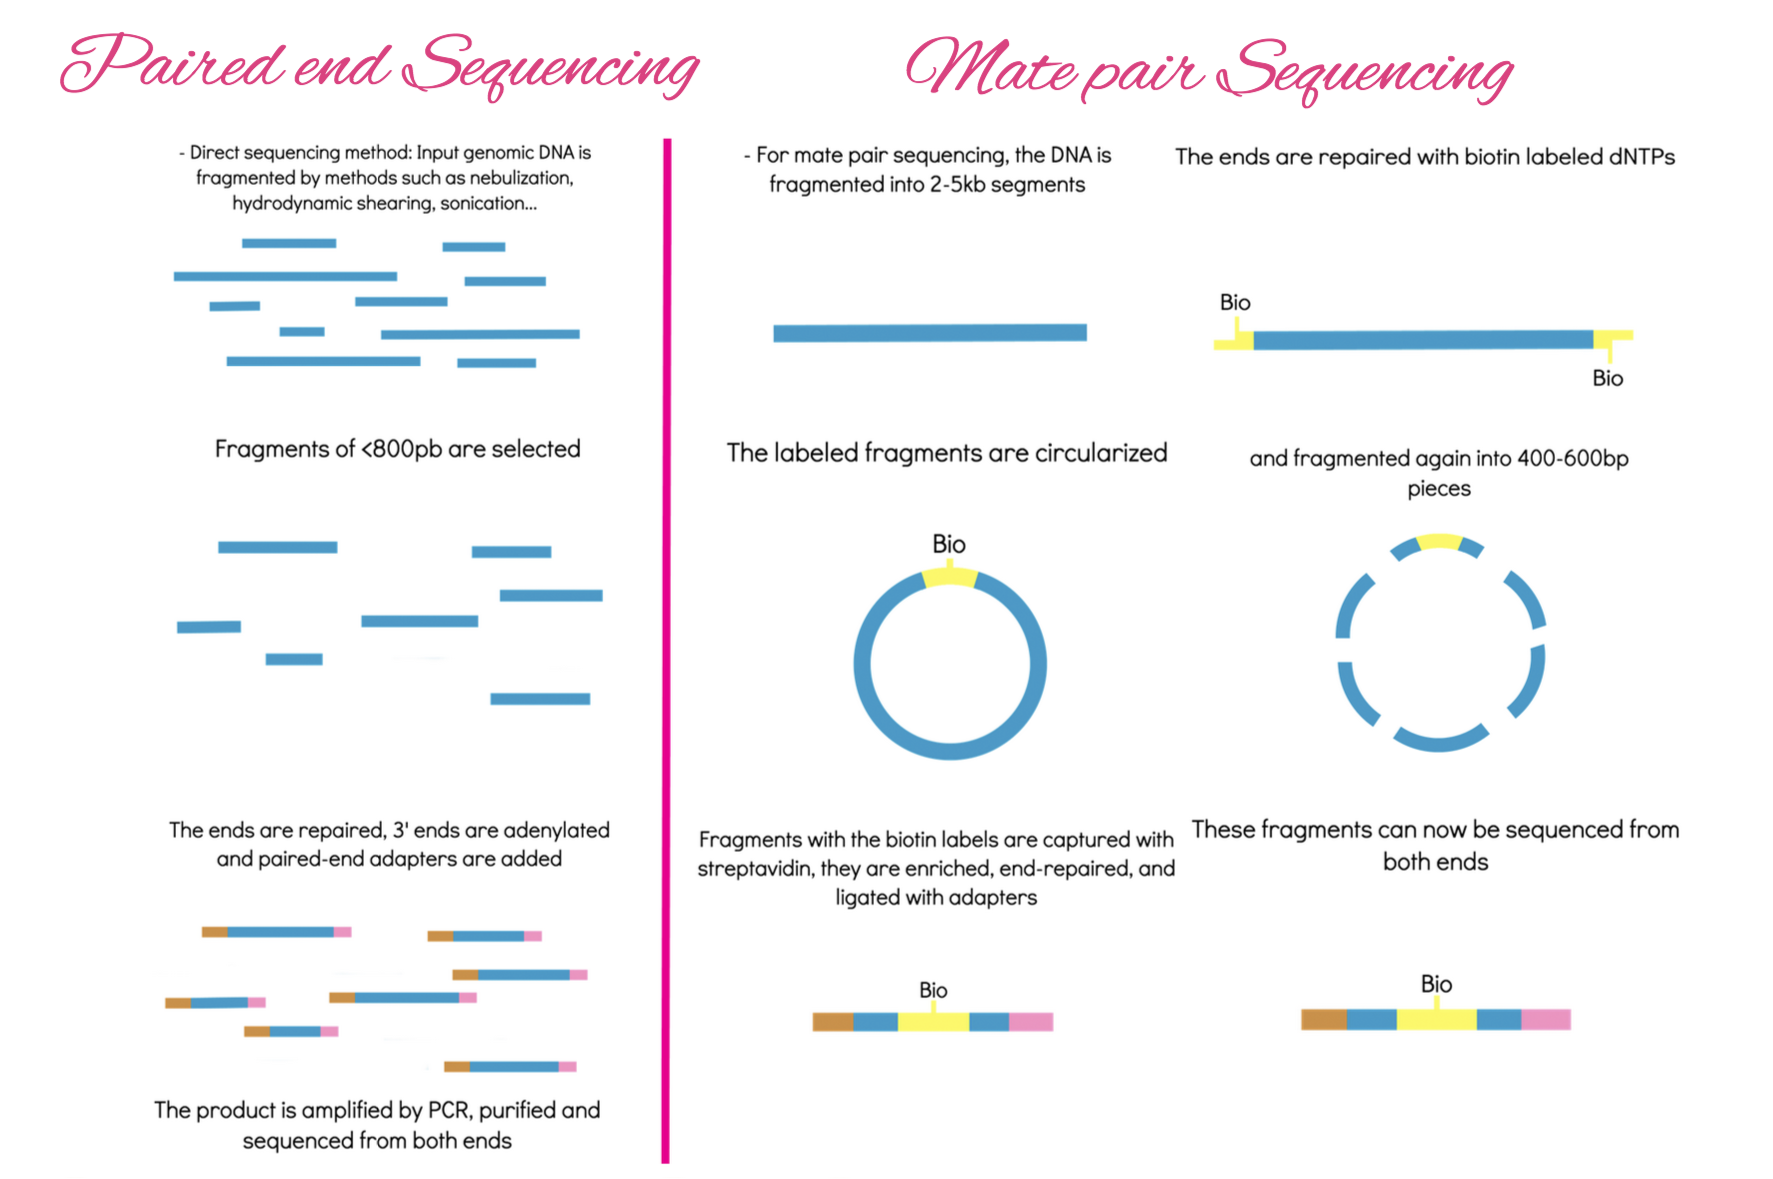 Paired end Sequencing
- Direct sequencing method: Input genomic DNA is
fragmented by methods such as nebulization,
hydrodynamic shearing, sonication...
Fragments of <800pb are selected
The ends are repaired, 3' ends are adenylated
and paired-end adapters are added
The product is amplified by PCR, purified and
sequenced from both ends
Mate pair Sequencing
- For mate pair sequencing, the DNA is
fragmented into 2-5kb segments
The ends are repaired with biotin labeled dNTPs
Bio
Bio
The labeled fragments are circularized
Bio
and fragmented again into 400-600bp
pieces
Fragments with the biotin labels are captured with
streptavidin, they are enriched, end-repaired, and
ligated with adapters
Bio
These fragments can now be sequenced from
both ends
Bio